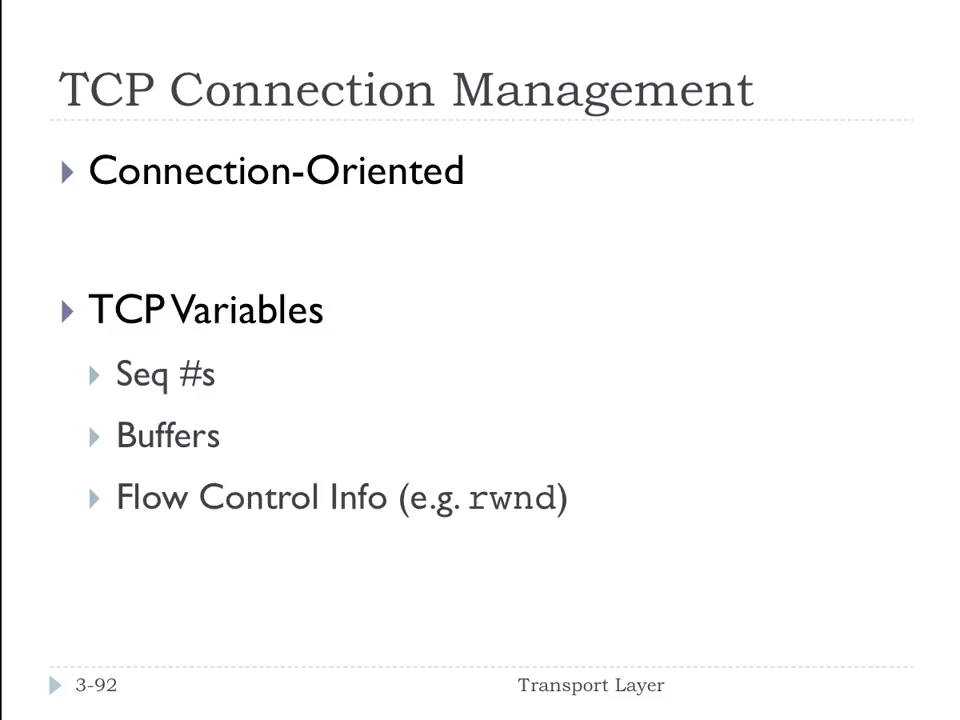 TCP Connection Management
Connection-Oriented
TCP Variables
Seq #s
Buffers
Flow Control Info (e.g. rwnd)
3-92 Transport Layer